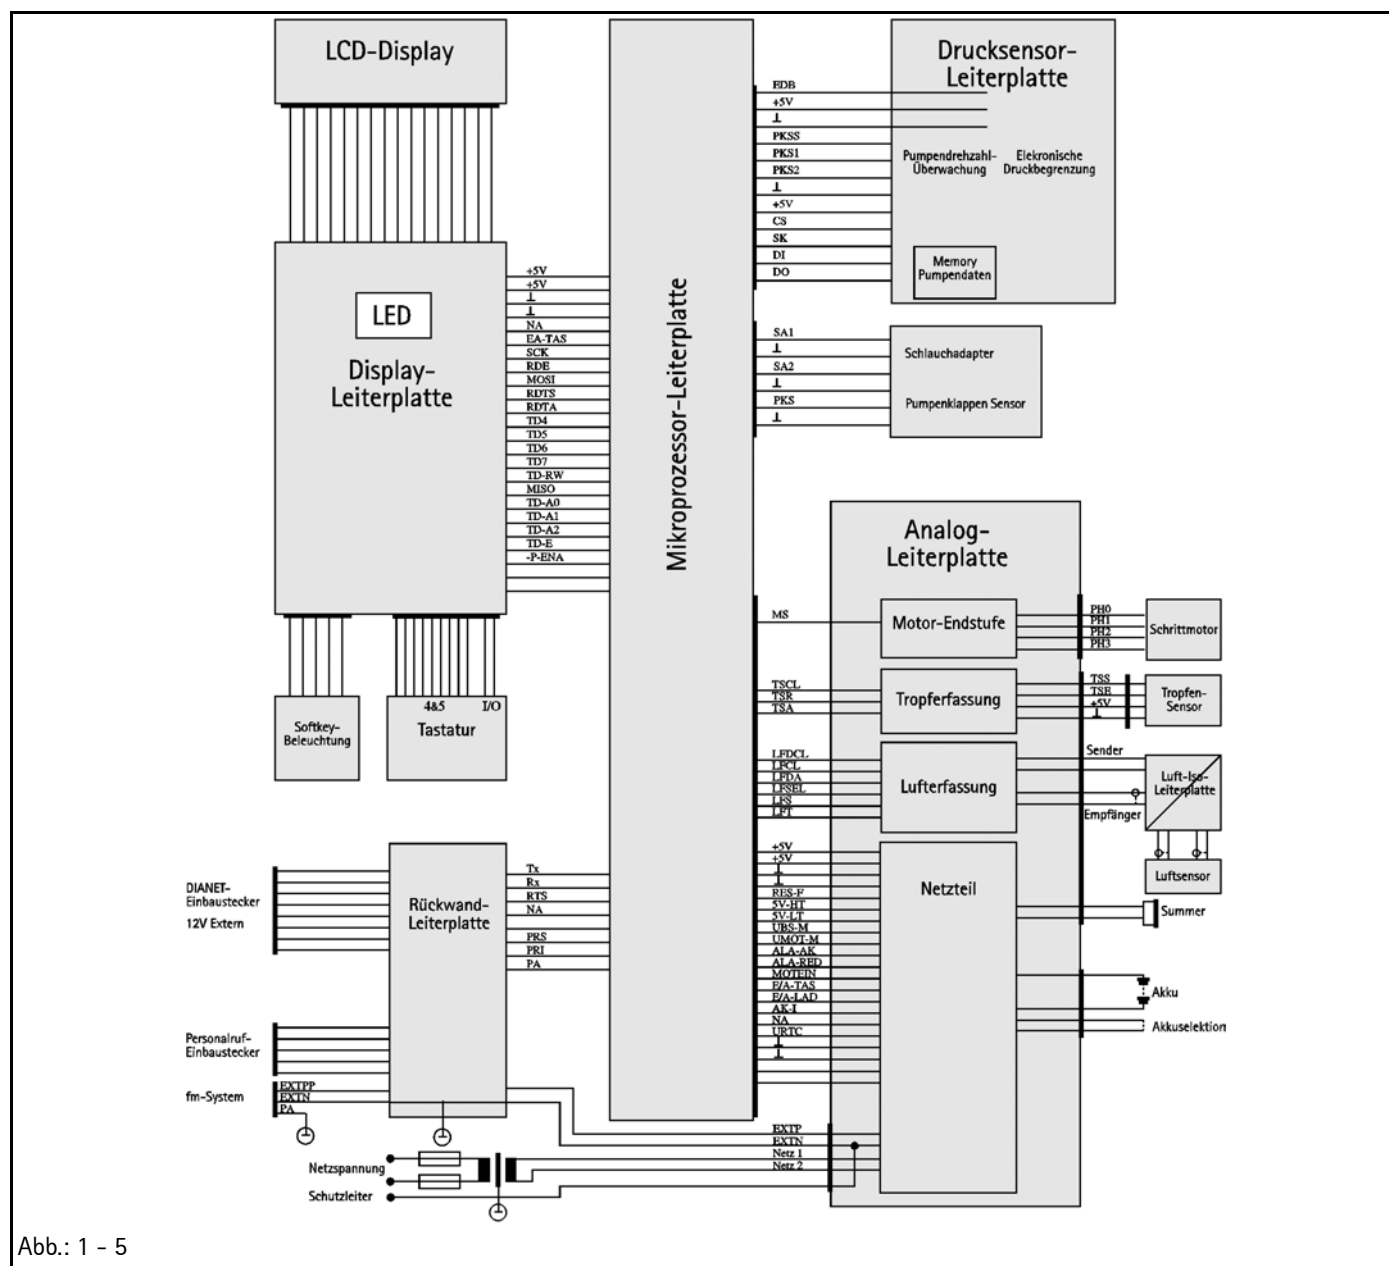 LCD-Display
Display-
Leiterplatte
LED
Softkey-
Beleuchtung
4&5
I/O
Tastatur
+5V
+5V
⊥
⊥
NA
EA-TAS
SCK
RDE
MOSI
RDTS
RDTA
TD4
TD5
TD6
TD7
TD-RW
MISO
TD-A0
TD-A1
TD-A2
TD-E
-P-ENA
Mikroprozessor-Leiterplatte
EDB
+5V
⊥
PKSS
PKS1
PKS2
⊥
+5V
CS
SK
DI
DO
Drucksensor-
Leiterplatte
Pumpendrehzahl-
Überwachung
Elekronische
Druckbegrenzung
Memory
Pumpendaten
SA1
⊥
SA2
⊥
PKS
⊥
Schlauchadapter
Pumpenklappen Sensor
Analog-
Leiterplatte
MS
Motor-Endstufe
PH0
PH1
PH2
PH3
Schrittmotor
TSCL
TSR
TSA
Tropferfassung
TSS
TSE
+5V
⊥
Tropfen-
Sensor
LFDCL
LFCL
LFDA
LFSEL
LFS
LFT
Lufterfassung
Sender
Empfänger
Luft-Iso-
Leiterplatte
Luftsensor
+5V
+5V
⊥
⊥
RES-F
5V-HT
5V-LT
UBS-M
UMOT-M
ALA-AK
ALA-RED
MOTEIN
E/A-TAS
E/A-LAD
AK-I
NA
URTC
⊥
⊥
Netzteil
Summer
Akku
Akkuselektion
DIANET-
Einbaustecker
12V Extern
Rückwand-
Leiterplatte
Tx
Rx
RTS
NA
PRS
PRI
PA
Personalruf-
Einbaustecker
fm-System
EXTPP
EXTN
PA
EXTP
EXTN
Netz 1
Netz 2
Netzspannung
Schutzleiter
Abb.: 1 - 5